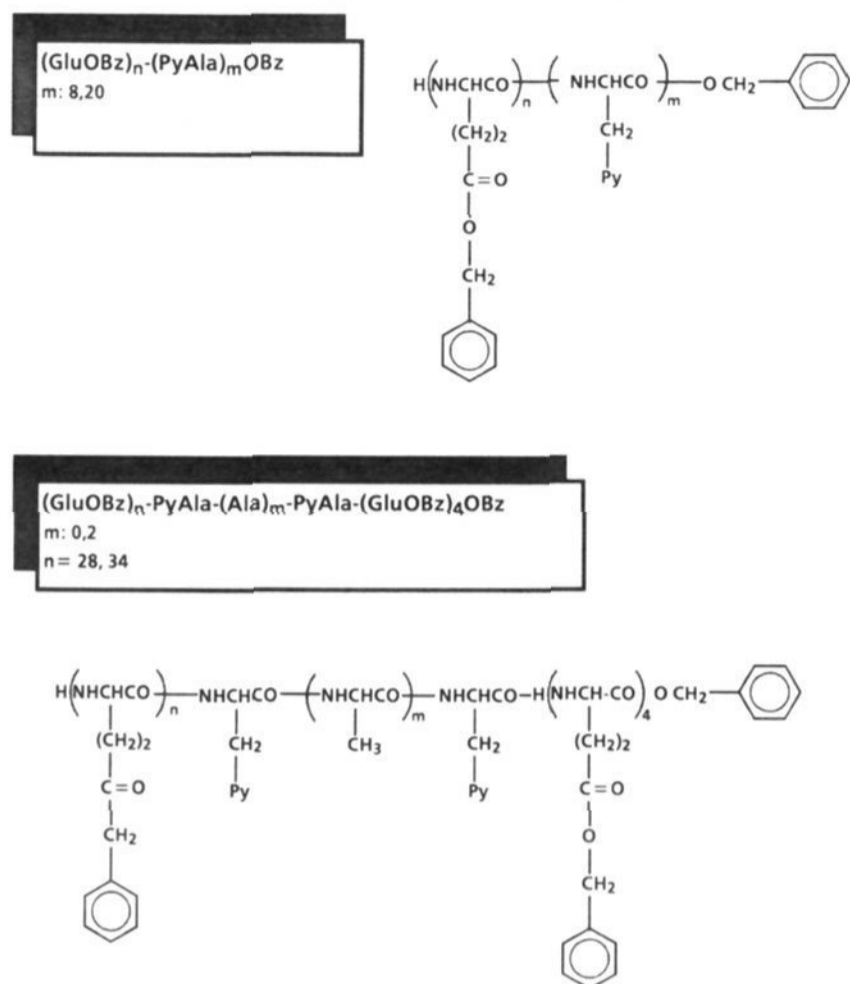 (GluOBz)n-(PyAla)mOBz
m: 8,20
H(NHCHCO)n(NHCHCO)m-O CH2
(CH2)2 CH2
C=O Py
O
CH2
(GluOBz)n-PyAla-(Ala)m-PyAla-(GluOBz)4OBz
m: 0,2
n= 28, 34
H(NHCHCO)n-NHCHCO-(NHCHCO)m-NHCHCO-H(NHCH-CO)4 O CH2
(CH2)2 CH2 CH3 CH2 (CH2)2
C=O Py Py C=O
CH2 O
CH2